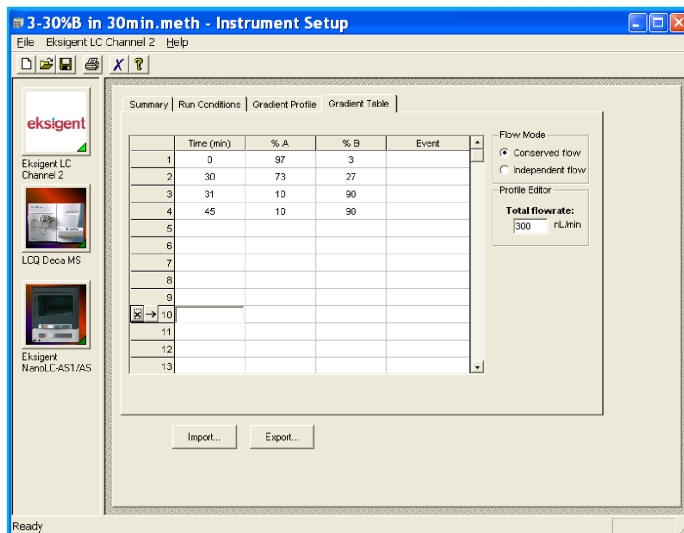 3-30%B in 30min.meth - Instrument Setup
File Eksigent LC Channel 2 Help
eksigent
Eksigent LC
Channel 2
LCQ Deca MS
Eksigent
NanoLC-AS1/AS
Summary Run Conditions Gradient Profile Gradient Table
Time (min) % A % B Event
1 0 97 3
2 30 73 27
3 31 10 90
4 45 10 90
5
6
7
8
9
10
11
12
13
Flow Mode
Conserved flow
Independent flow
Profile Editor
Total flowrate:
300 nL/min
Import... Export...
Ready